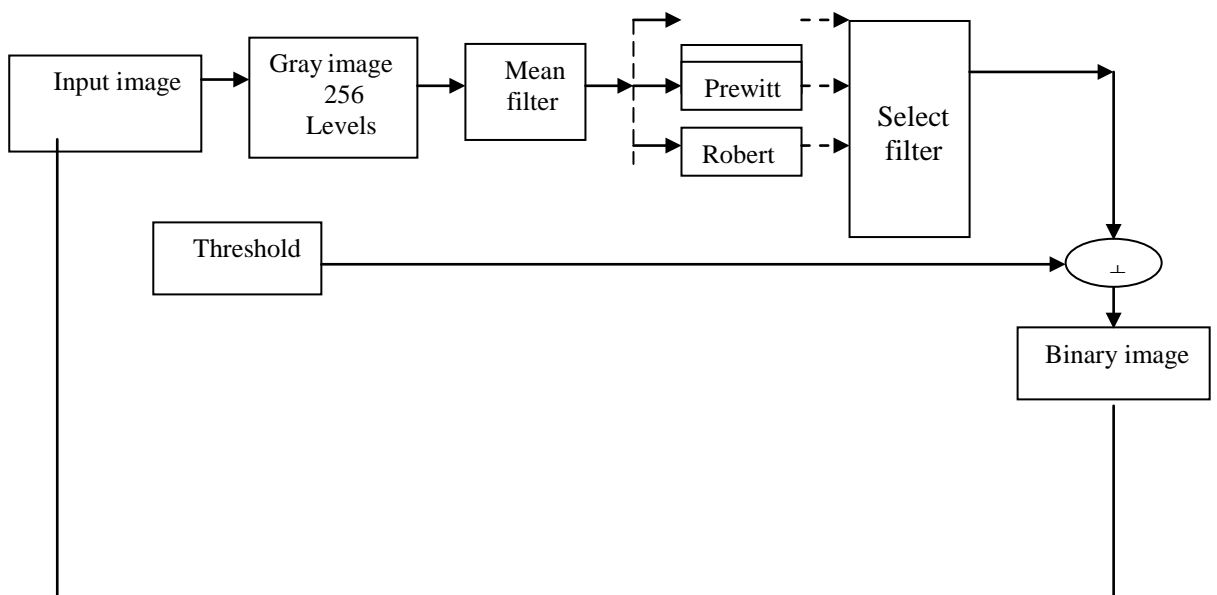 Input image
Gray image
256
Levels
Mean
filter
Prewitt
Robert
Select
filter
Threshold
Binary image